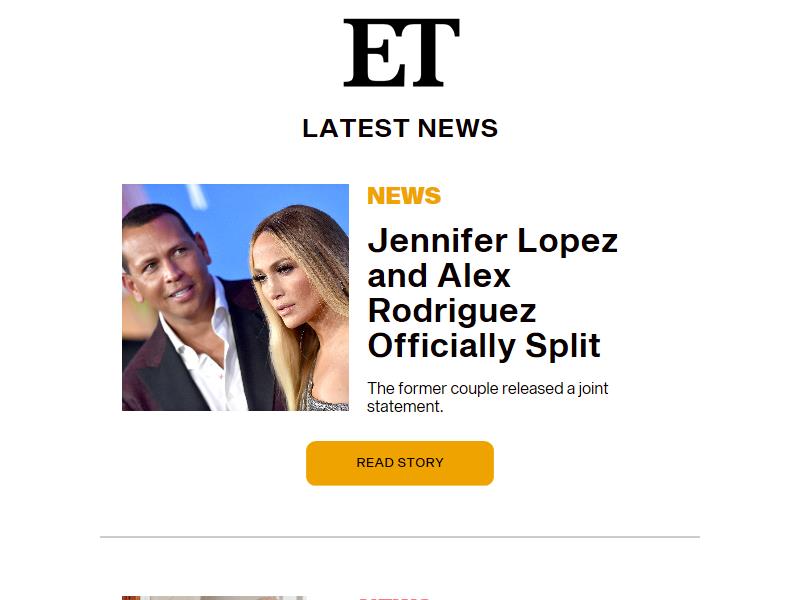 ET
LATEST NEWS
NEWS
Jennifer Lopez
and Alex
Rodriguez
Officially Split
The former couple released a joint
statement.
READ STORY